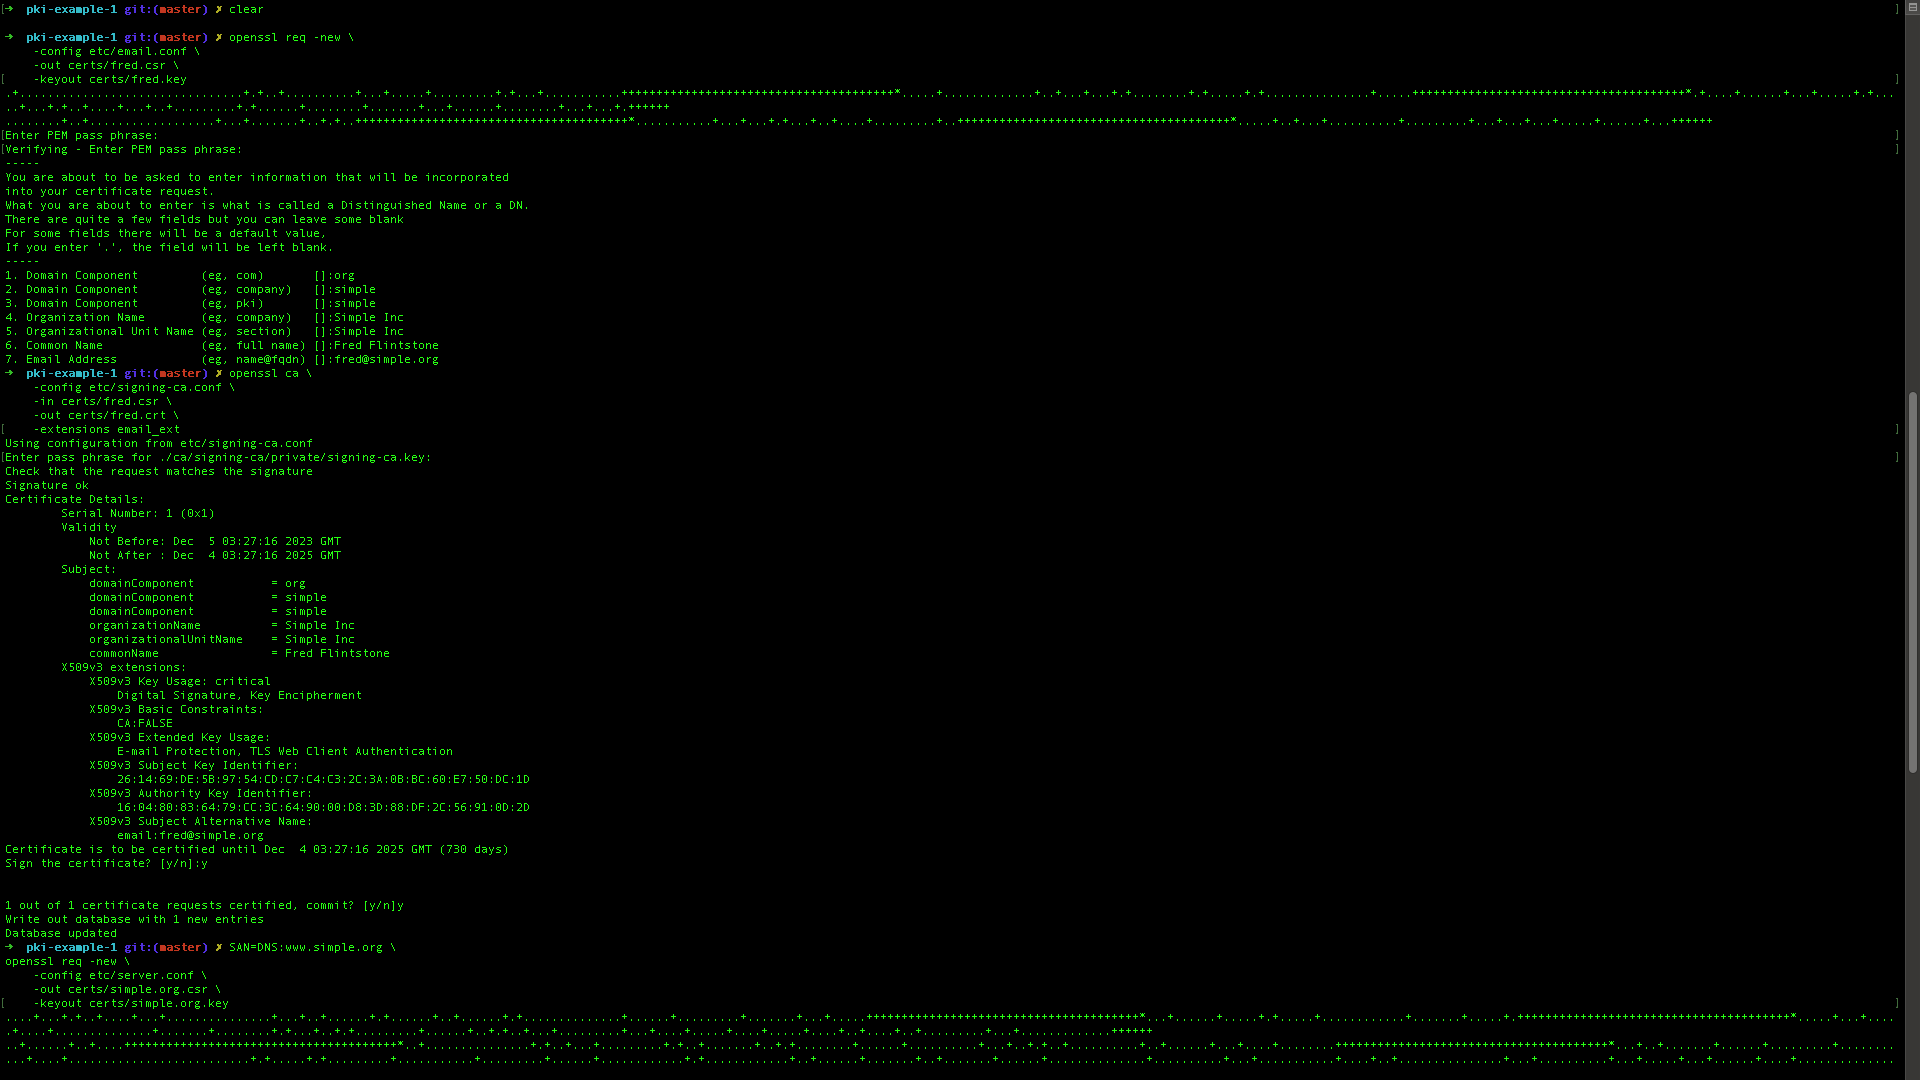 ➜  pki-example-1 git:(master) ✗ clear
➜  pki-example-1 git:(master) ✗ openssl req -new \
    -config etc/email.conf \
    -out certs/fred.csr \
    -keyout certs/fred.key
Enter PEM pass phrase:
Verifying - Enter PEM pass phrase:
-----
You are about to be asked to enter information that will be incorporated
into your certificate request.
What you are about to enter is what is called a Distinguished Name or a DN.
There are quite a few fields but you can leave some blank
For some fields there will be a default value,
If you enter '.', the field will be left blank.
-----
1. Domain Component         (eg, com)       []:org
2. Domain Component         (eg, company)   []:simple
3. Domain Component         (eg, pki)       []:simple
4. Organization Name        (eg, company)   []:Simple Inc
5. Organizational Unit Name (eg, section)   []:Simple Inc
6. Common Name              (eg, full name) []:Fred Flintstone
7. Email Address            (eg, name@fqdn) []:fred@simple.org
➜  pki-example-1 git:(master) ✗ openssl ca \
    -config etc/signing-ca.conf \
    -in certs/fred.csr \
    -out certs/fred.crt \
    -extensions email_ext
Using configuration from etc/signing-ca.conf
Enter pass phrase for ./ca/signing-ca/private/signing-ca.key:
Check that the request matches the signature
Signature ok
Certificate Details:
        Serial Number: 1 (0x1)
        Validity
            Not Before: Dec  5 03:27:16 2023 GMT
            Not After : Dec  4 03:27:16 2025 GMT
        Subject:
            domainComponent           = org
            domainComponent           = simple
            domainComponent           = simple
            organizationName          = Simple Inc
            organizationalUnitName    = Simple Inc
            commonName                = Fred Flintstone
        X509v3 extensions:
            X509v3 Key Usage: critical
                Digital Signature, Key Encipherment
            X509v3 Basic Constraints:
                CA:FALSE
            X509v3 Extended Key Usage:
                E-mail Protection, TLS Web Client Authentication
            X509v3 Subject Key Identifier:
                26:14:69:DE:5B:97:54:CD:C7:C4:C3:2C:3A:0B:BC:60:E7:50:DC:1D
            X509v3 Authority Key Identifier:
                16:04:80:83:64:79:CC:3C:64:90:00:D8:3D:88:DF:2C:56:91:0D:2D
            X509v3 Subject Alternative Name:
                email:fred@simple.org
Certificate is to be certified until Dec  4 03:27:16 2025 GMT (730 days)
Sign the certificate? [y/n]:y
1 out of 1 certificate requests certified, commit? [y/n]y
Write out database with 1 new entries
Database updated
➜  pki-example-1 git:(master) ✗ SAN=DNS:www.simple.org \
openssl req -new \
    -config etc/server.conf \
    -out certs/simple.org.csr \
    -keyout certs/simple.org.key